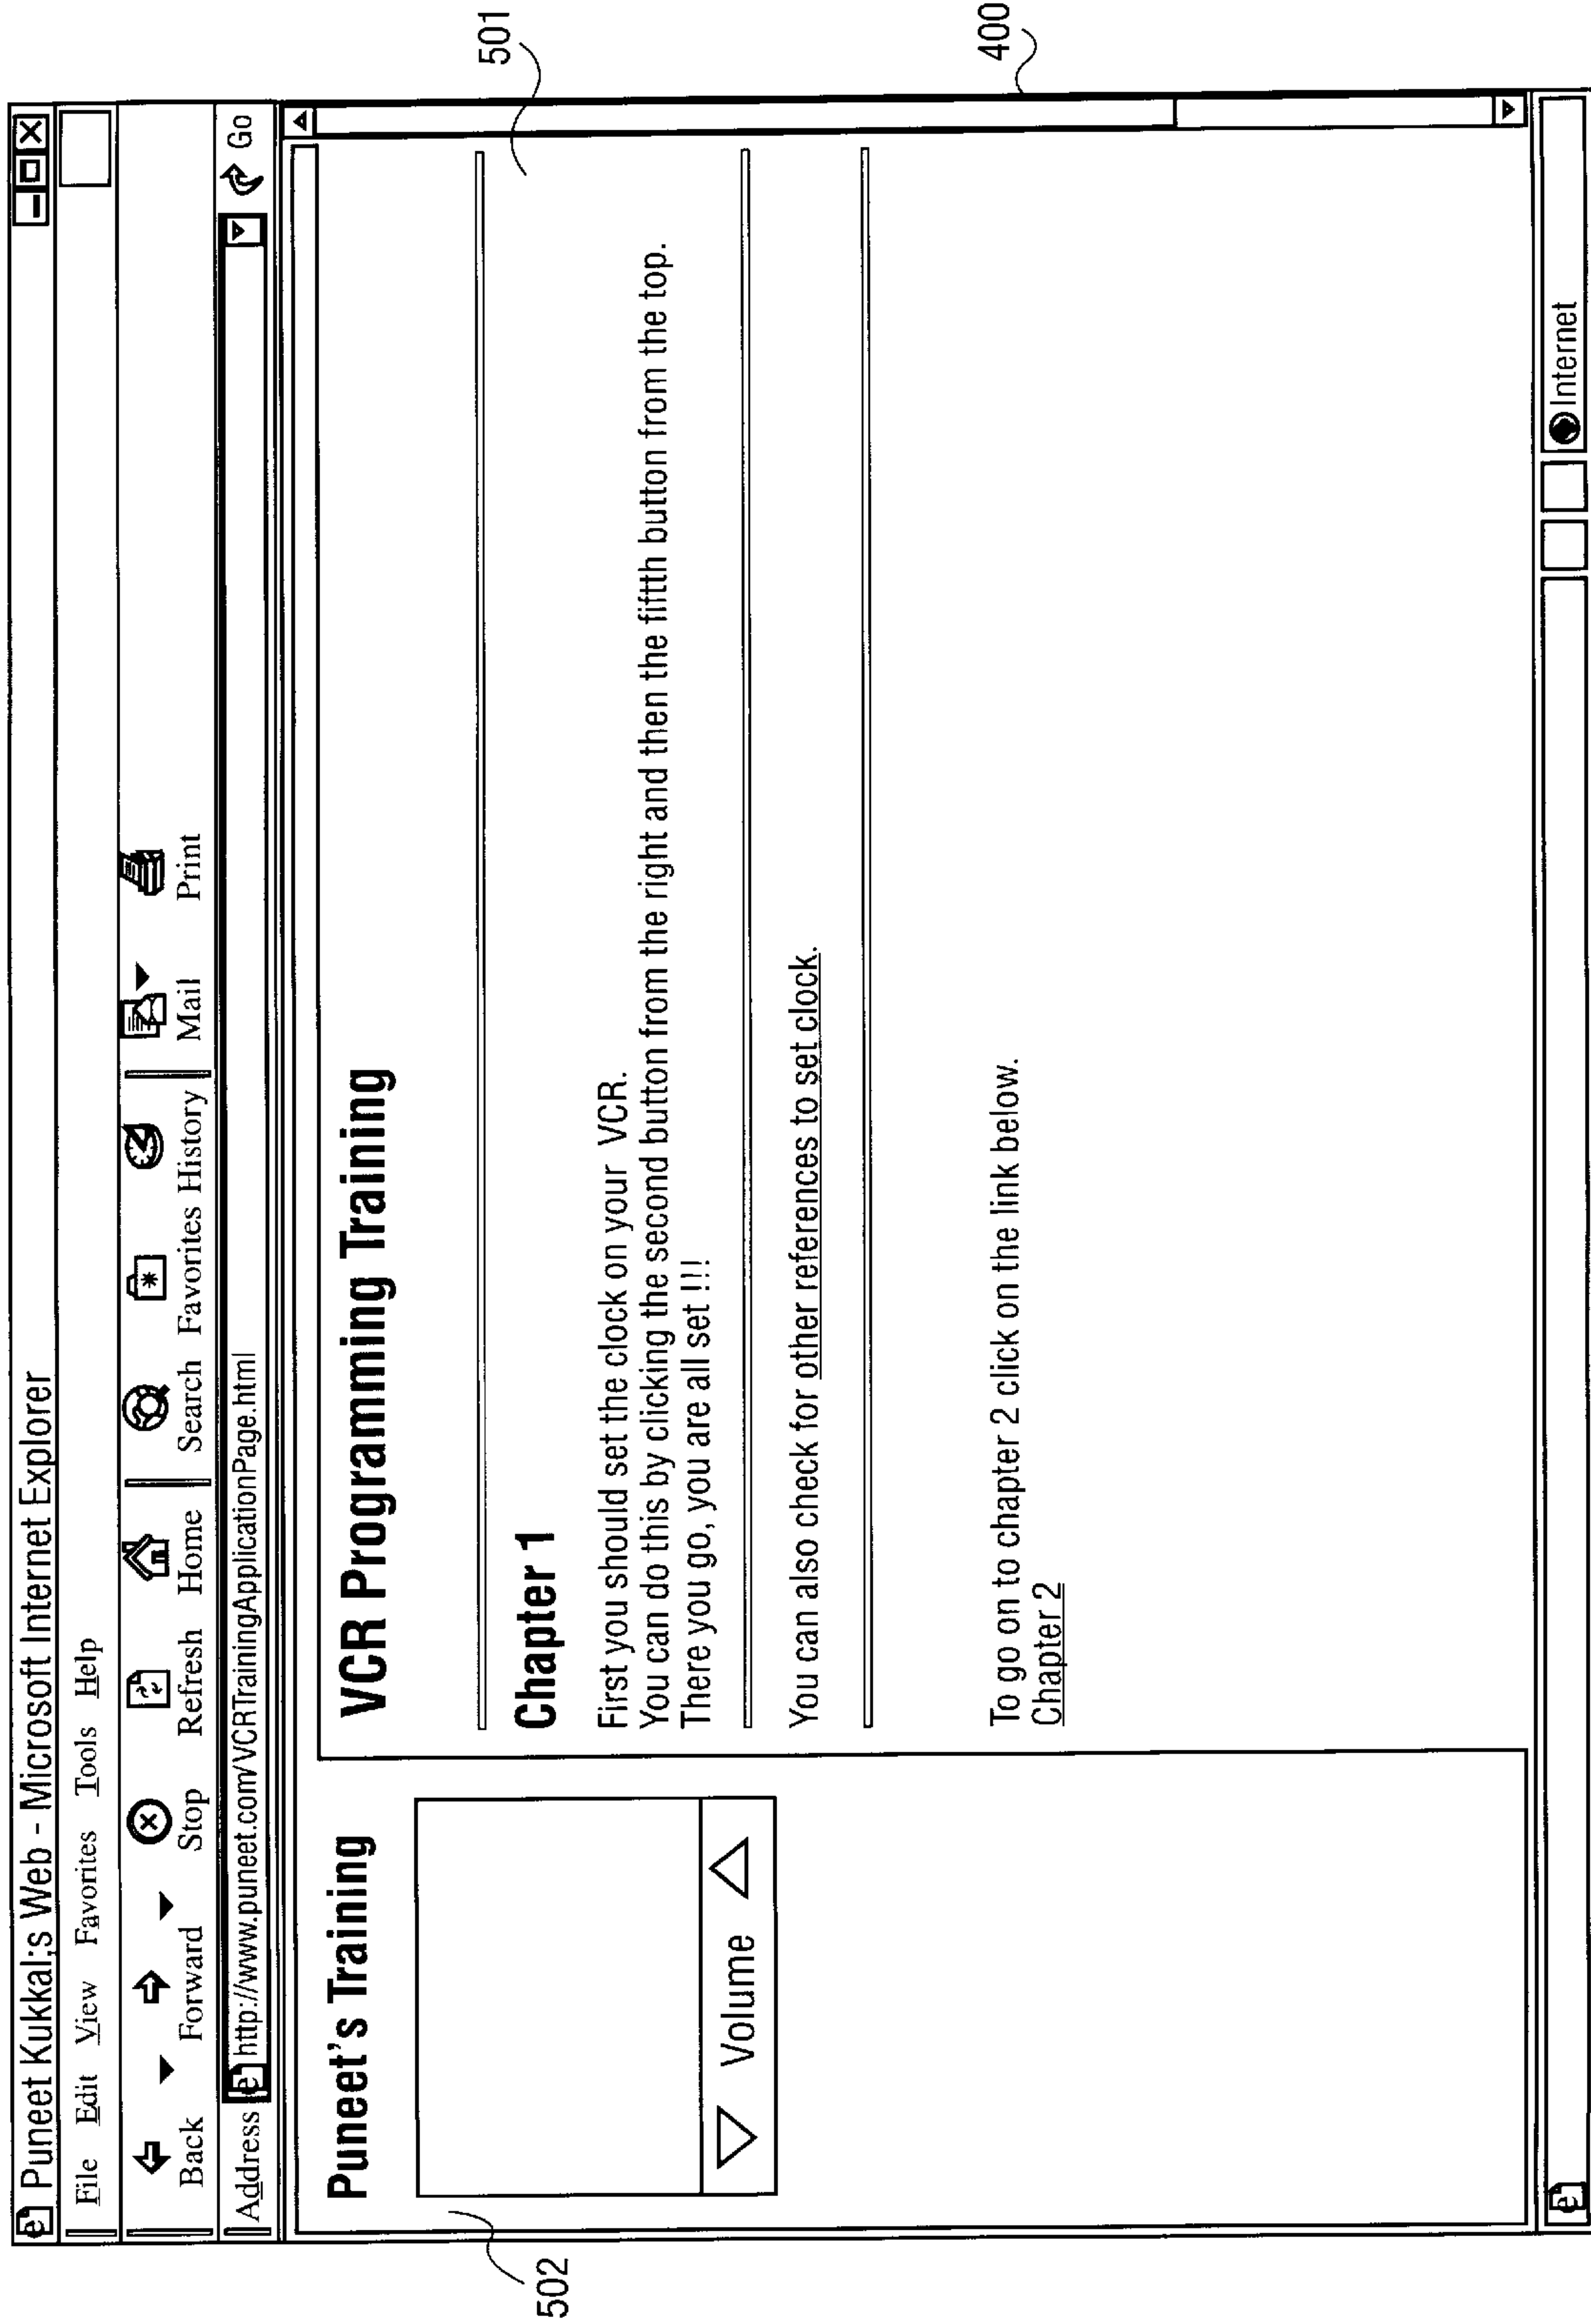 Puneet Kukkal;s Web - Microsoft Internet Explorer
File Edit View Favorites Tools Help
Back Forward Stop Refresh Home Search Favorites History Mail Print
Address http://www.puneet.com/VCRTrainingApplicationPage.html Go
Puneet's Training
Volume
VCR Programming Training
Chapter 1
First you should set the clock on your VCR.
You can do this by clicking the second button from the right and then the fifth button from the top.
There you go, you are all set !!!
You can also check for other references to set clock.
To go on to chapter 2 click on the link below.
Chapter 2
Internet
501
400
502